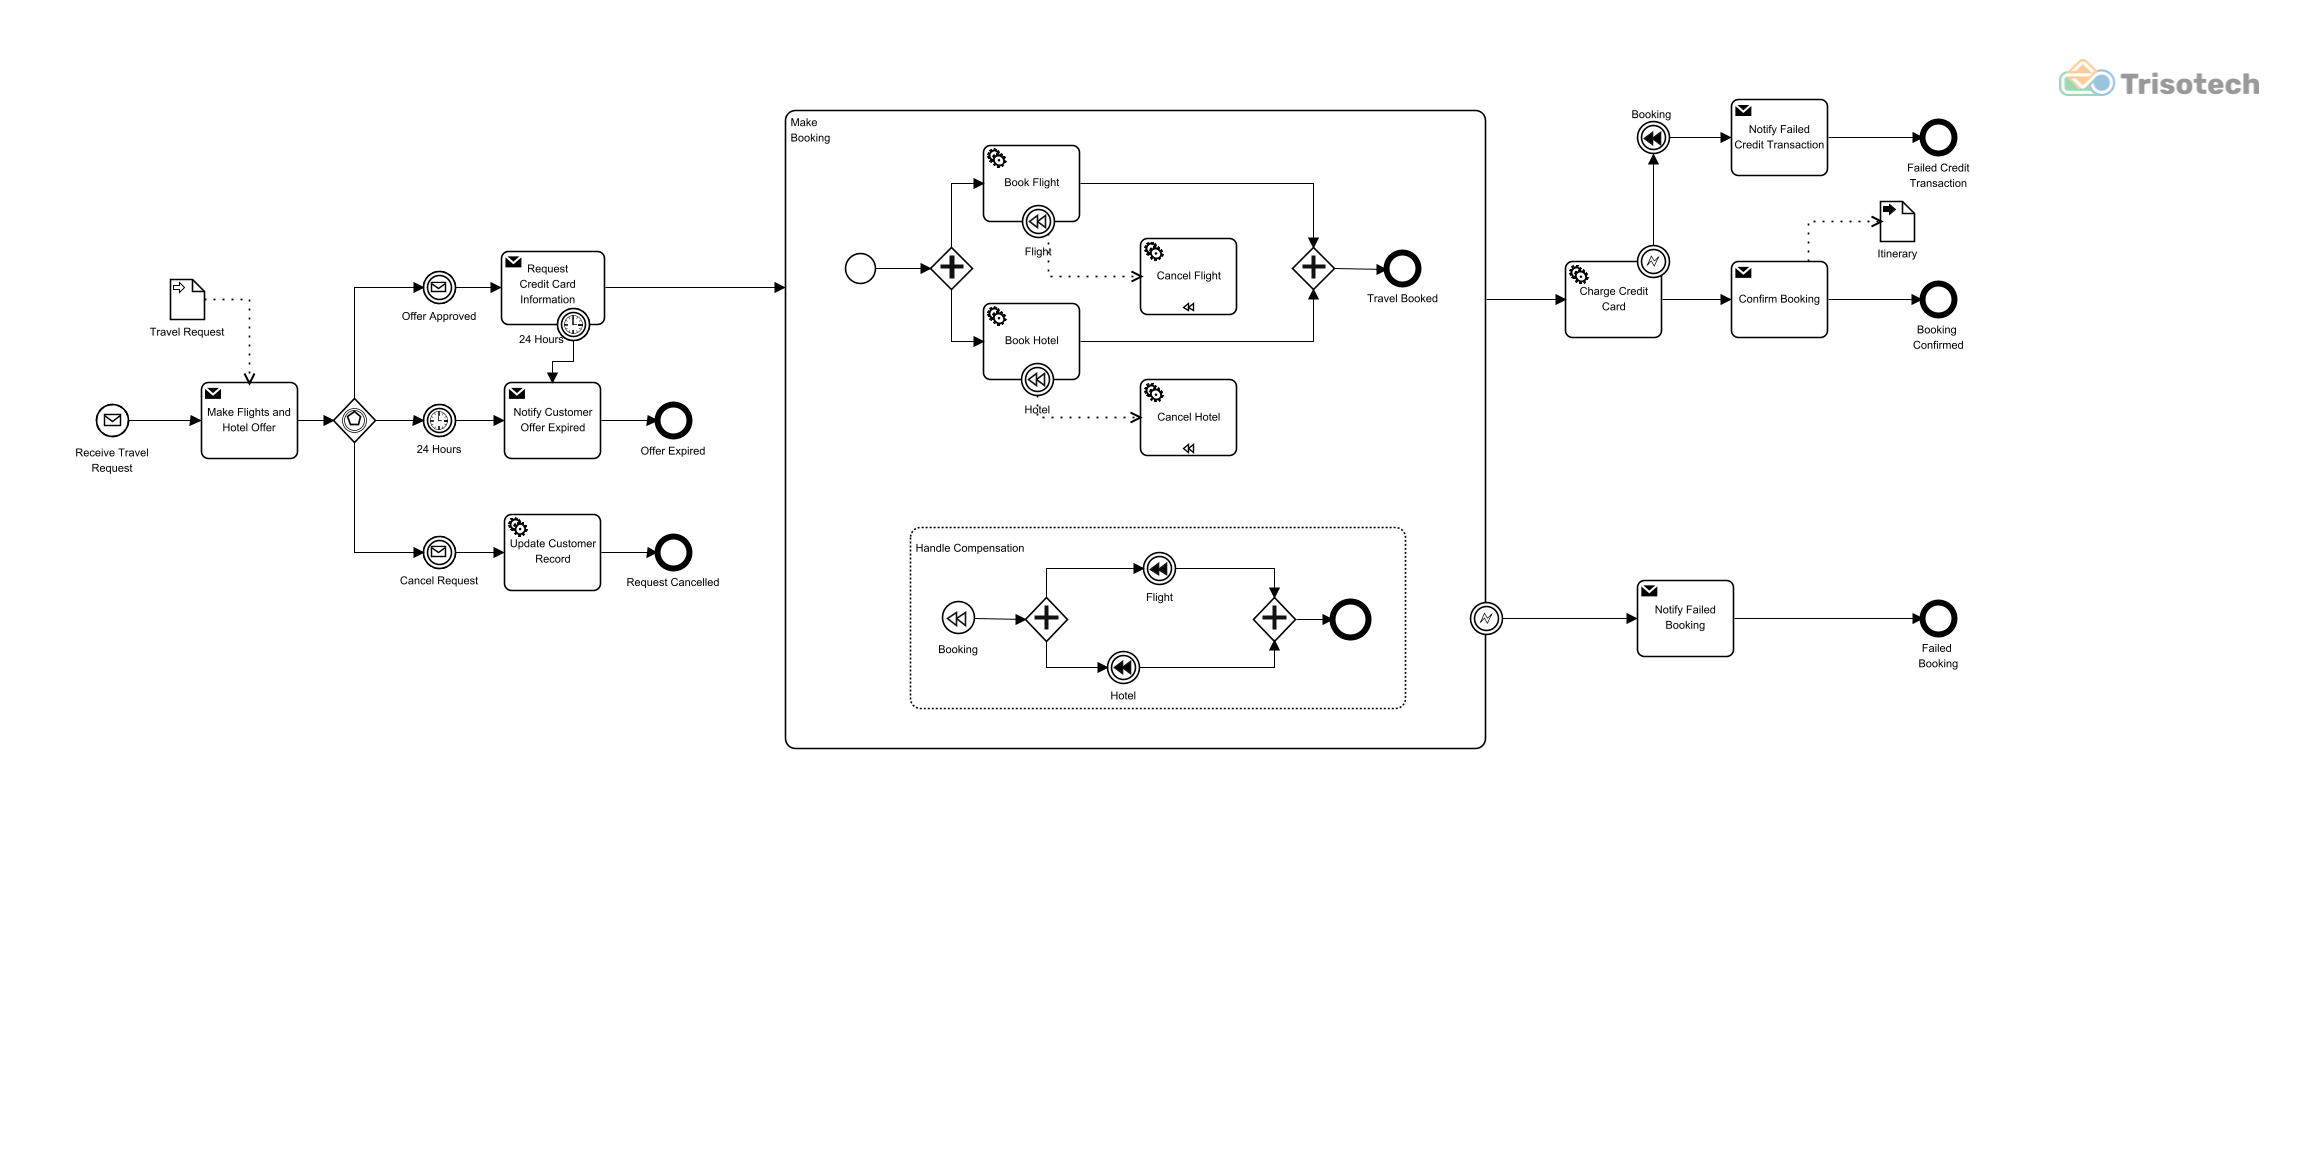 Trisotech
Make
Booking
Booking
Notify Failed
Credit Transaction
Failed Credit
Transaction
Book Flight
Flight
Cancel Flight
Travel Booked
Book Hotel
Hotel
Cancel Hotel
Request
Credit Card
Information
24 Hours
Offer Approved
Travel Request
Itinerary
Charge Credit
Card
Confirm Booking
Booking
Confirmed
Receive Travel
Request
Make Flights and
Hotel Offer
24 Hours
Notify Customer
Offer Expired
Offer Expired
Cancel Request
Update Customer
Record
Request Cancelled
Handle Compensation
Booking
Flight
Hotel
Notify Failed
Booking
Failed
Booking